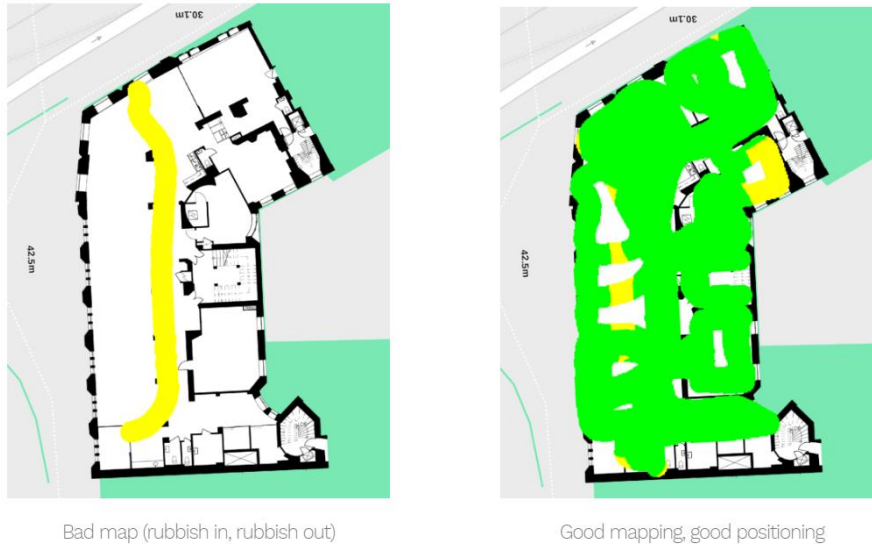 30.1m
30.1m
42.5m
42.5m
Bad map (rubbish in, rubbish out)
Good mapping, good positioning